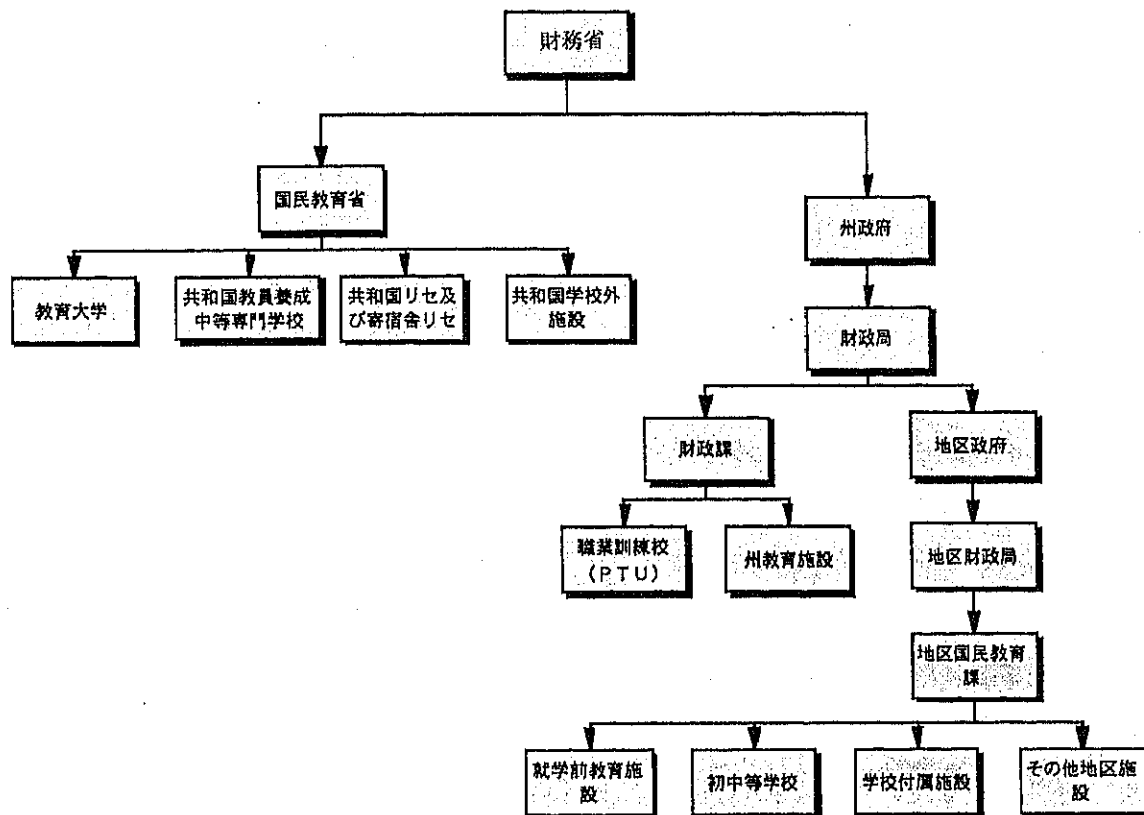 財務省
国民教育省
州政府
教育大学
共和国教員養成
中等専門学校
共和国リセ及
び寄宿舎リセ
共和国学校外
施設
財政局
財政課
地区政府
職業訓練校
(PTU)
州教育施設
地区財政局
地区国民教育
課
就学前教育施
設
初中等学校
学校付属施設
その他地区施
設